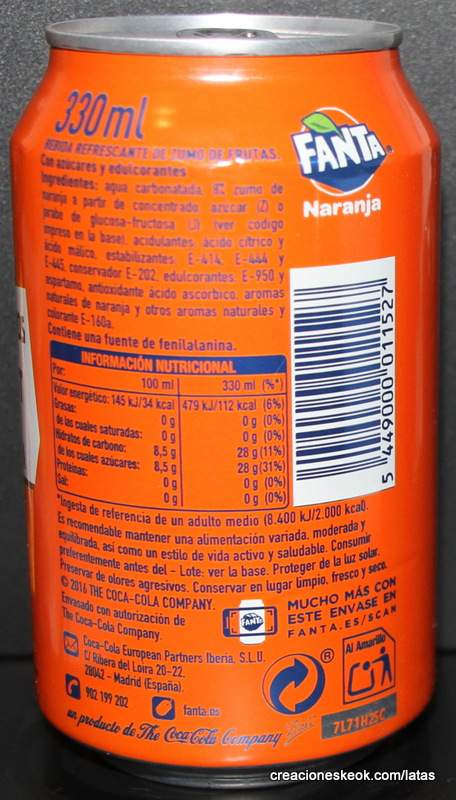 330 ml
BEBIDA REFRESCANTE DE ZUMO DE FRUTAS.
Con azúcares y edulcorantes
Ingredientes: agua carbonatada, 8% zumo de
naranja a partir de concentrado, azúcar (Z) o
jarabe de glucosa-fructosa (J) (ver código
impreso en la base), acidulantes: ácido cítrico y
ácido málico, estabilizantes: E-414, E-444 y
E-445, conservador E-202, edulcorantes: E-950 y
aspartamo, antioxidante ácido ascórbico, aromas
naturales de naranja y otros aromas naturales y
colorante E-160a.
Contiene una fuente de fenilalanina.
FANTA
Naranja
INFORMACIÓN NUTRICIONAL
Por: 100 ml 330 ml (%*)
Valor energético: 145 kJ/34 kcal 479 kJ/112 kcal (6%)
Grasas: 0 g 0 g (0%)
de las cuales saturadas: 0 g 0 g (0%)
Hidratos de carbono: 8,5 g 28 g (11%)
de los cuales azúcares: 8,5 g 28 g (31%)
Proteínas: 0 g 0 g (0%)
Sal: 0 g 0 g (0%)
5 449000 011527
*Ingesta de referencia de un adulto medio (8.400 kJ/2.000 kcal).
Es recomendable mantener una alimentación variada, moderada y
equilibrada, así como un estilo de vida activo y saludable. Consumir
preferentemente antes del - Lote: ver la base. Proteger de la luz solar.
Preservar de olores agresivos. Conservar en lugar limpio, fresco y seco.
© 2016 THE COCA-COLA COMPANY.
Envasado con autorización de
The Coca-Cola Company.
FANTA
MUCHO MÁS CON
ESTE ENVASE EN
FANTA.ES/SCAN
Coca-Cola European Partners Iberia, S.L.U.
C/ Ribera del Loira 20-22.
28042 - Madrid (España).
902 199 202
fanta.es
un producto de The Coca-Cola Company
®
Al Amarillo
7L71H2SC
creacioneskeok.com/latas